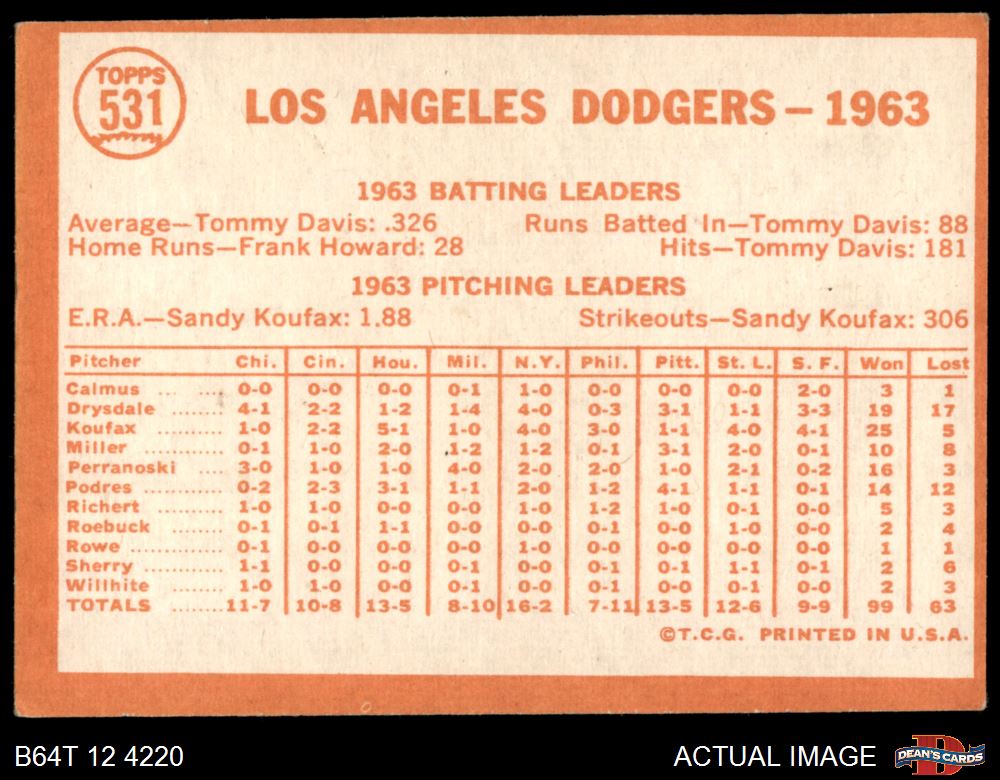 TOPPS
531
LOS ANGELES DODGERS – 1963
1963 BATTING LEADERS
Average—Tommy Davis: .326 Runs Batted In—Tommy Davis: 88
Home Runs—Frank Howard: 28 Hits—Tommy Davis: 181
1963 PITCHING LEADERS
E.R.A.—Sandy Koufax: 1.88 Strikeouts—Sandy Koufax: 306
Pitcher Chi. Cin. Hou. Mil. N.Y. Phil. Pitt. St. L. S. F. Won Lost
Calmus ... .... 0-0 0-0 0-0 0-1 1-0 0-0 0-0 0-0 2-0 3 1
Drysdale ....... 4-1 2-2 1-2 1-4 4-0 0-3 3-1 1-1 3-3 19 17
Koufax .......... 1-0 2-2 5-1 1-0 4-0 3-0 1-1 4-0 4-1 25 5
Miller ............ 0-1 1-0 2-0 1-2 1-2 0-1 3-1 2-0 0-1 10 8
Perranoski .... 3-0 1-0 1-0 4-0 2-0 2-0 1-0 2-1 0-2 16 3
Podres ............ 0-2 2-3 3-1 1-1 2-0 1-2 4-1 1-1 0-1 14 12
Richert .......... 1-0 1-0 0-0 0-0 1-0 1-2 1-0 0-1 0-0 5 3
Roebuck ........ 0-1 0-1 1-1 0-0 0-0 0-1 0-0 1-0 0-0 2 4
Rowe .............. 0-1 0-0 0-0 0-0 1-0 0-0 0-0 0-0 0-0 1 1
Sherry ............ 1-1 0-0 0-0 0-1 0-0 0-1 0-1 1-1 0-1 2 6
Willhite .......... 1-0 1-0 0-0 0-1 0-0 0-1 0-0 0-1 0-0 2 3
TOTALS ........ 11-7 10-8 13-5 8-10 16-2 7-11 13-5 12-6 9-9 99 63
©T.C.G. PRINTED IN U.S.A.
B64T 12 4220 ACTUAL IMAGE DEAN'S CARDS